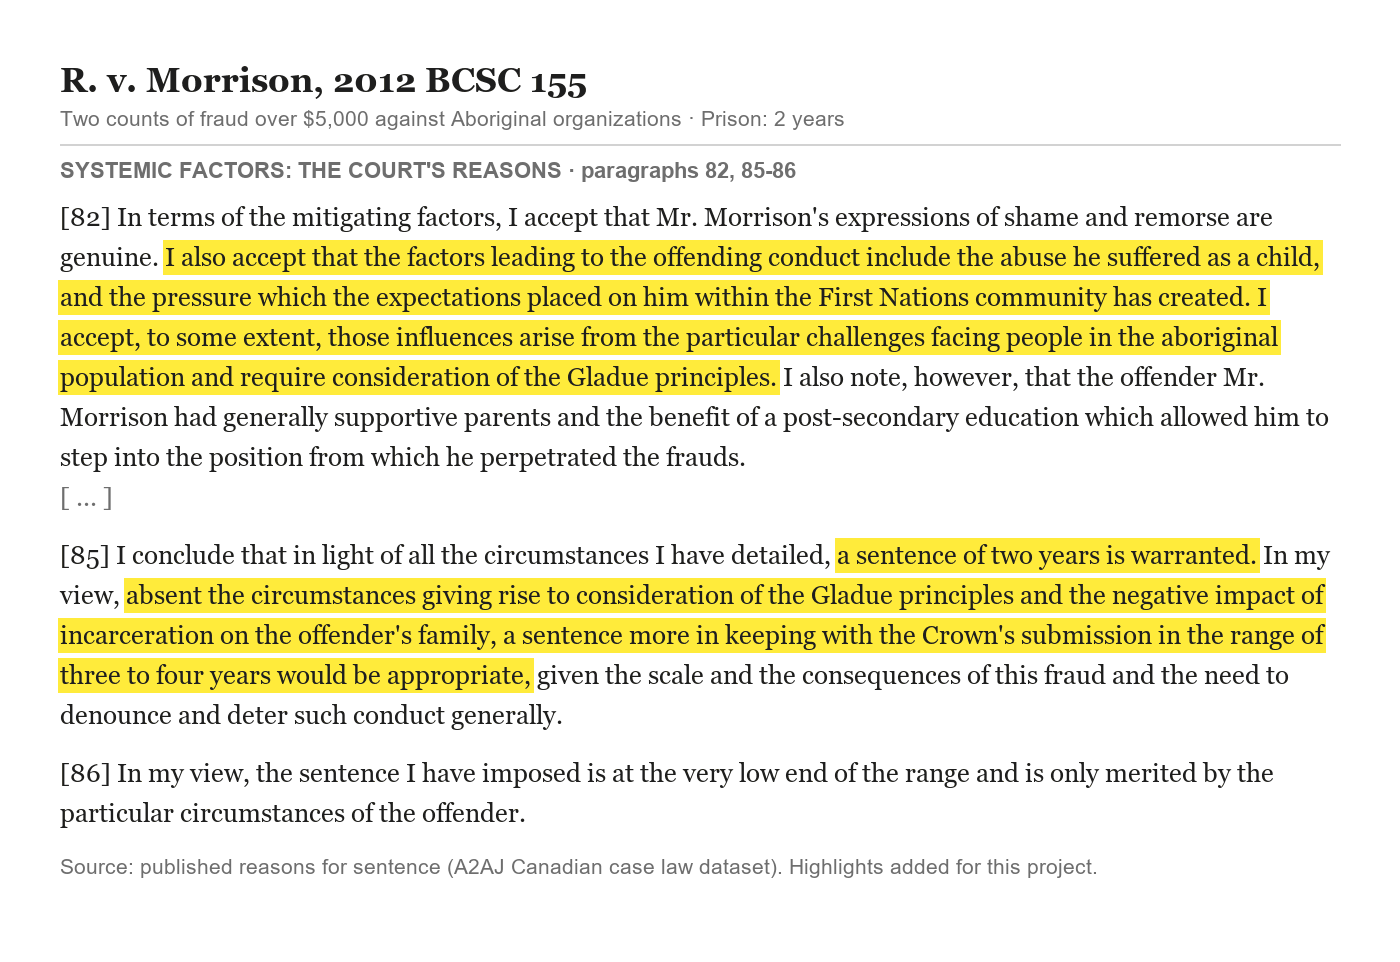 R. v. Morrison, 2012 BCSC 155
Two counts of fraud over $5,000 against Aboriginal organizations · Prison: 2 years
SYSTEMIC FACTORS: THE COURT'S REASONS · paragraphs 82, 85-86
[82] In terms of the mitigating factors, I accept that Mr. Morrison's expressions of shame and remorse are
genuine. I also accept that the factors leading to the offending conduct include the abuse he suffered as a child,
and the pressure which the expectations placed on him within the First Nations community has created. I
accept, to some extent, those influences arise from the particular challenges facing people in the aboriginal
population and require consideration of the Gladue principles. I also note, however, that the offender Mr.
Morrison had generally supportive parents and the benefit of a post-secondary education which allowed him to
step into the position from which he perpetrated the frauds.
[ ... ]
[85] I conclude that in light of all the circumstances I have detailed, a sentence of two years is warranted. In my
view, absent the circumstances giving rise to consideration of the Gladue principles and the negative impact of
incarceration on the offender's family, a sentence more in keeping with the Crown's submission in the range of
three to four years would be appropriate, given the scale and the consequences of this fraud and the need to
denounce and deter such conduct generally.
[86] In my view, the sentence I have imposed is at the very low end of the range and is only merited by the
particular circumstances of the offender.
Source: published reasons for sentence (A2AJ Canadian case law dataset). Highlights added for this project.